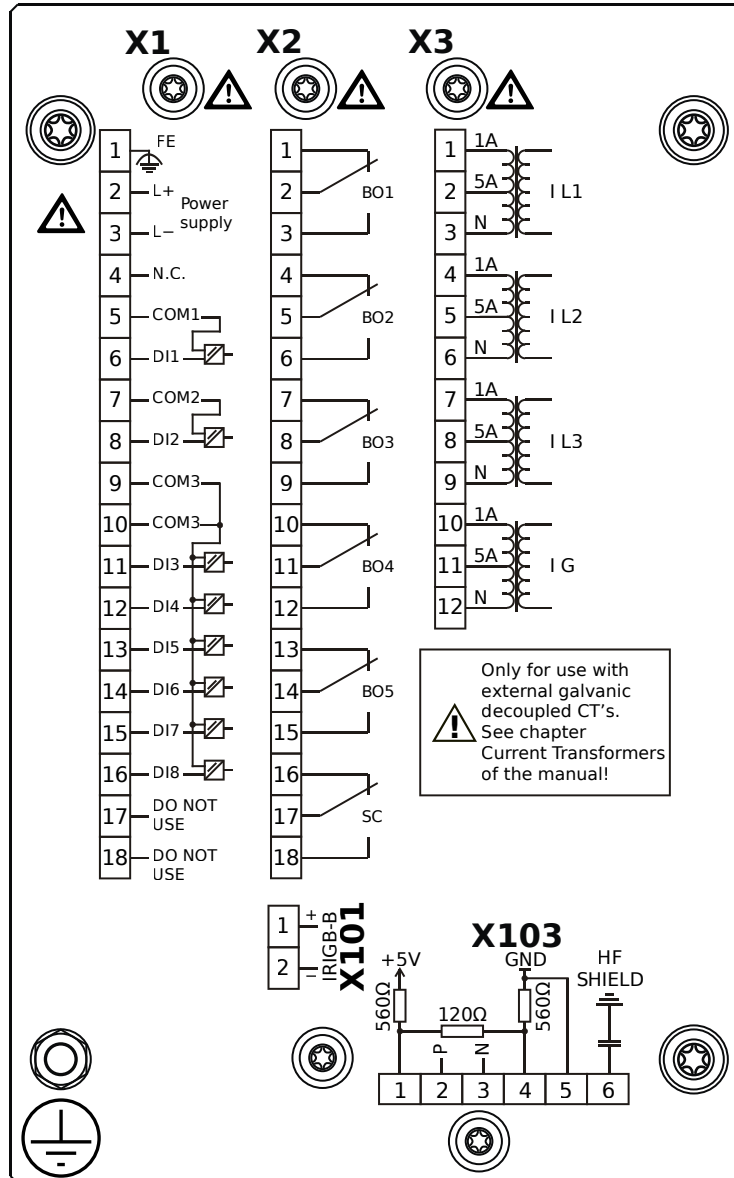 X1 X2 X3
1 FE
2 L+
Power
supply
3 L−
4 N.C.
5 COM1
6 DI1
7 COM2
8 DI2
9 COM3
10 COM3
11 DI3
12 DI4
13 DI5
14 DI6
15 DI7
16 DI8
17 DO NOT
USE
18 DO NOT
USE
1
2 BO1
3
4
5 BO2
6
7
8 BO3
9
10
11 BO4
12
13
14 BO5
15
16
17 SC
18
1 1A
2 5A I L1
3 N
4 1A
5 5A I L2
6 N
7 1A
8 5A I L3
9 N
10 1A
11 5A I G
12 N
Only for use with
external galvanic
decoupled CT's.
See chapter
Current Transformers
of the manual!
1 +
2 −
IRIGB-B
X101
X103
+5V GND HF
SHIELD
560Ω 120Ω 560Ω
P N
1 2 3 4 5 6